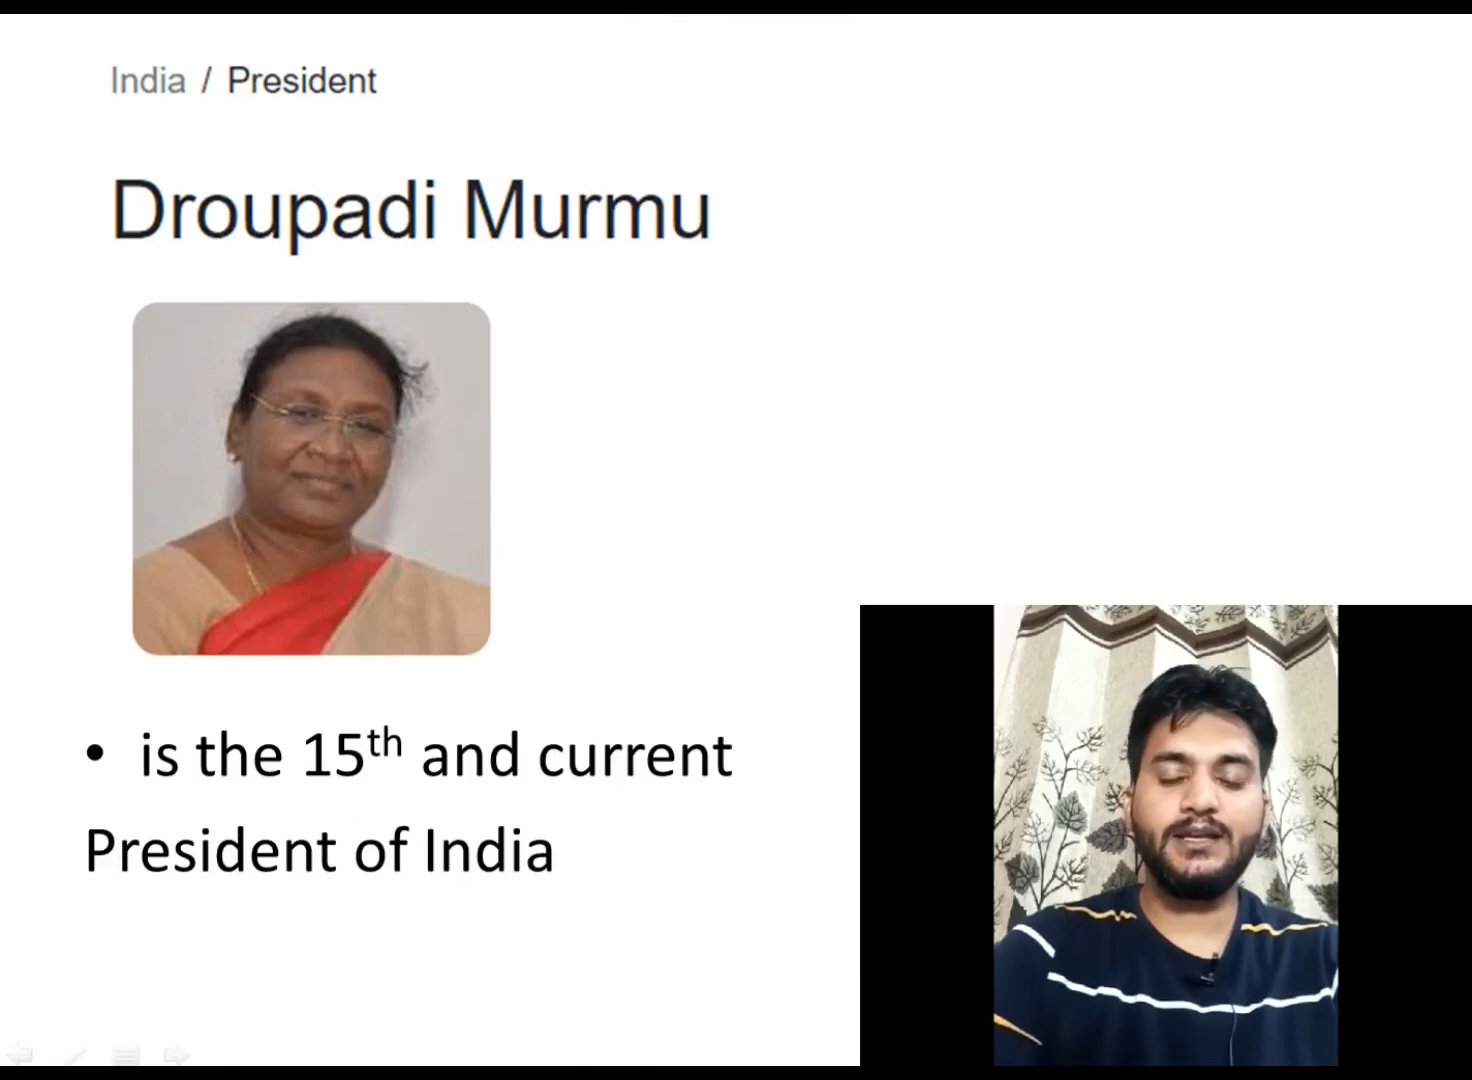 India / President
Droupadi Murmu
• is the 15th and current
President of India